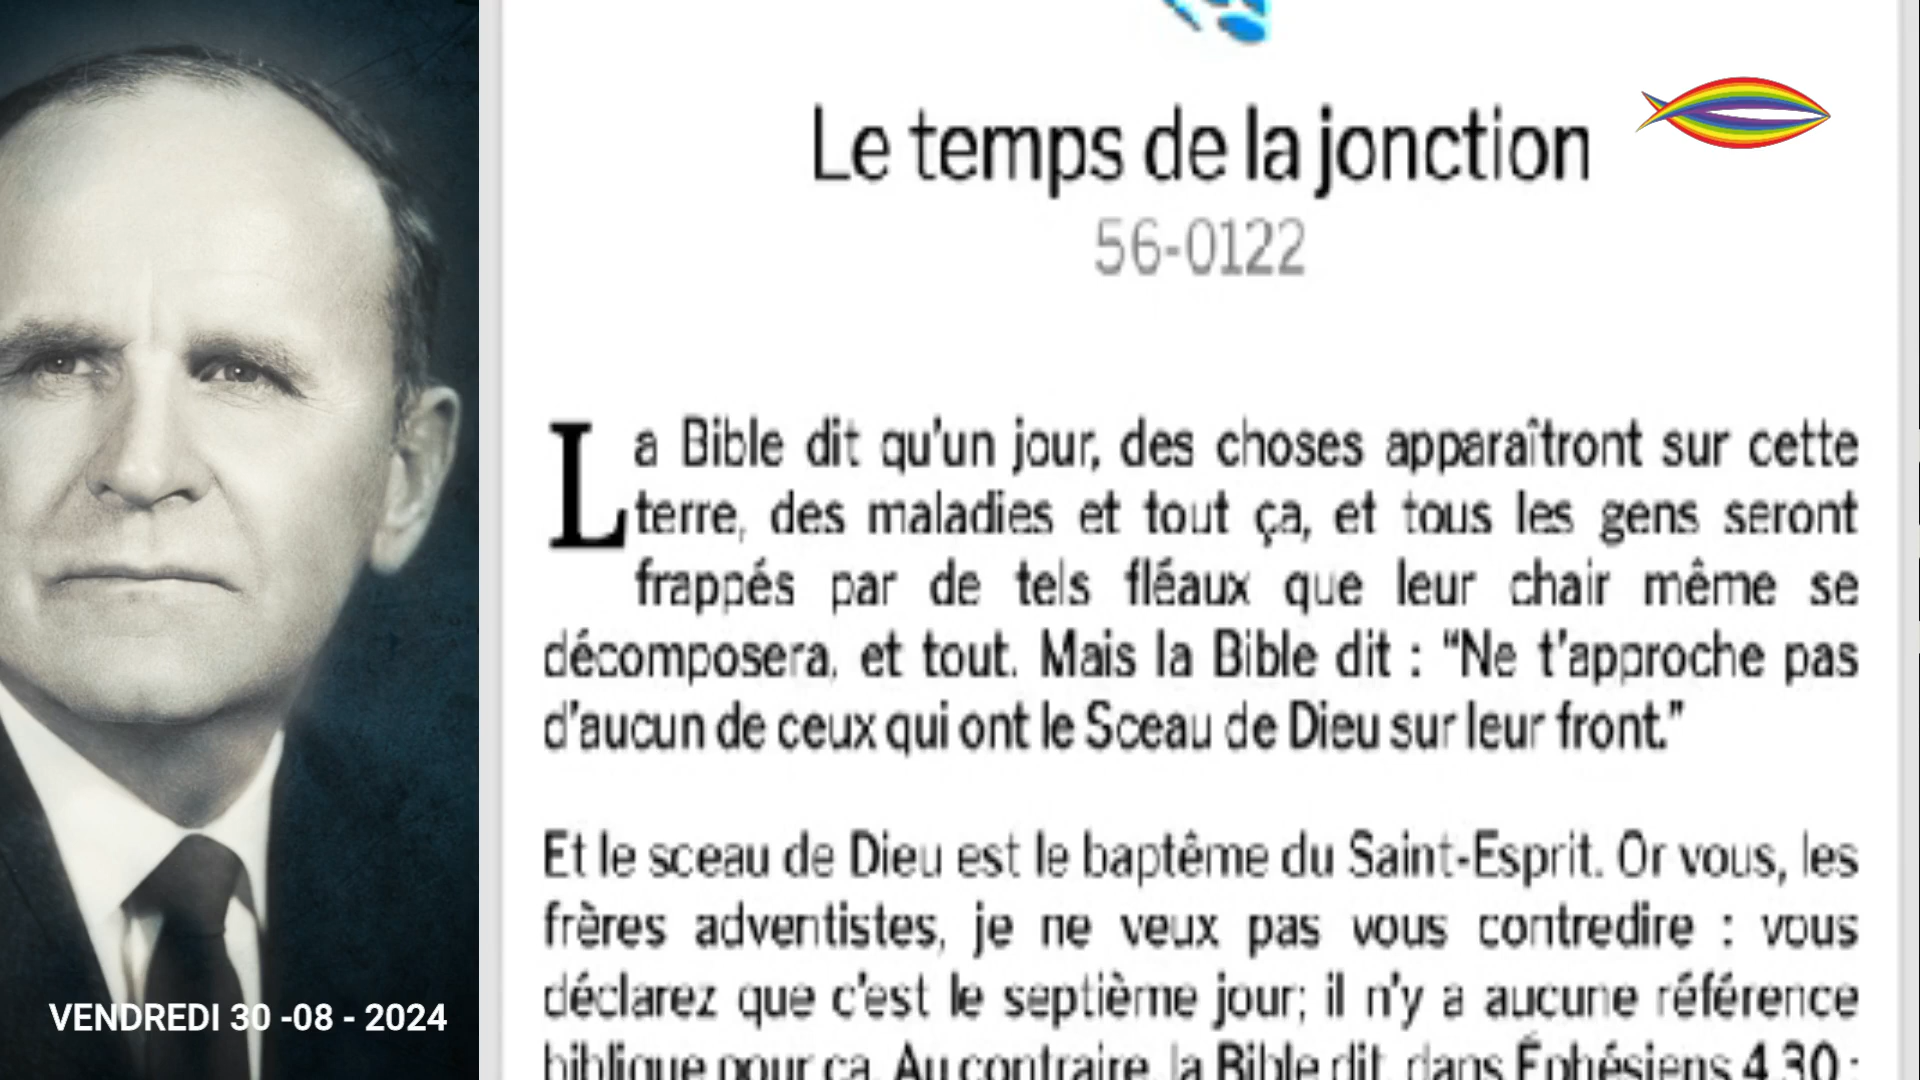 Le temps de la jonction
56-0122
La Bible dit qu'un jour, des choses apparaîtront sur cette
terre, des maladies et tout ça, et tous les gens seront
frappés par de tels fléaux que leur chair même se
décomposera, et tout. Mais la Bible dit : “Ne t'approche pas
d'aucun de ceux qui ont le Sceau de Dieu sur leur front.”
Et le sceau de Dieu est le baptême du Saint-Esprit. Or vous, les
frères adventistes, je ne veux pas vous contredire : vous
déclarez que c'est le septième jour; il n'y a aucune référence
biblique pour ça. Au contraire, la Bible dit, dans Éphésiens 4.30 :
VENDREDI 30 -08 - 2024